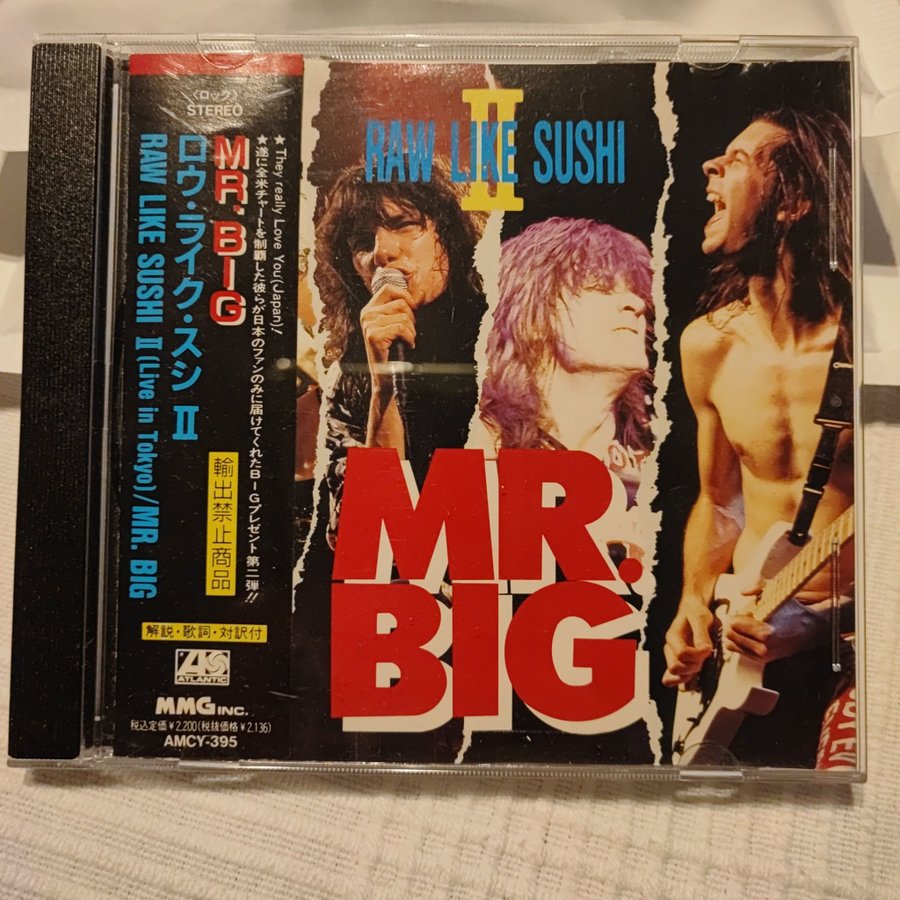 〈ロック〉
STEREO
★They really Love You(Japan)!
★遂に全米チャートを制覇した彼らが日本のファンのみに届けてくれたBIGプレゼント第二弾!!
MR. BIG
ロウ・ライク・スシ II
RAW LIKE SUSHI II (Live in Tokyo)/MR. BIG
輸出禁止商品
解説・歌詞・対訳付
ATLANTIC
MMG INC.
税込定価¥2,200(税抜価格¥2,136)
AMCY-395
II
RAW LIKE SUSHI
MR.
BIG